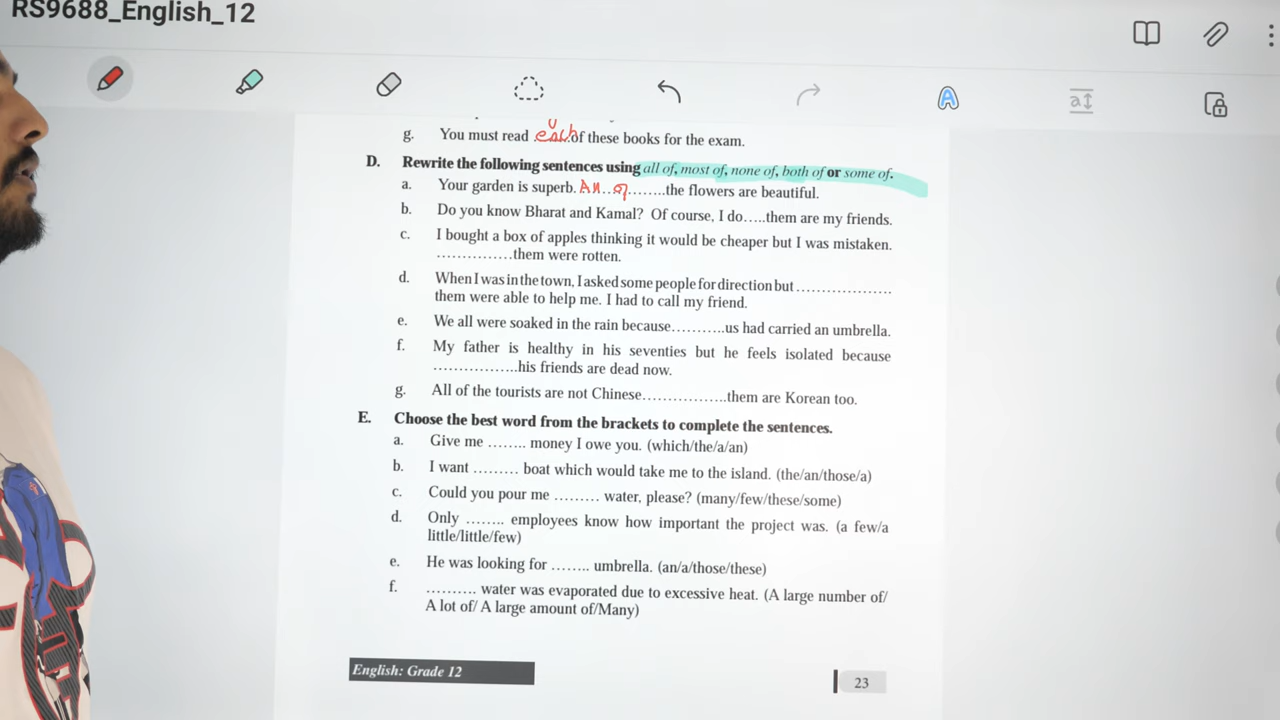 RS9688_English_12
g. You must read each of these books for the exam.
D. Rewrite the following sentences using all of, most of, none of, both of or some of.
a. Your garden is superb. All..of........the flowers are beautiful.
b. Do you know Bharat and Kamal? Of course, I do.....them are my friends.
c. I bought a box of apples thinking it would be cheaper but I was mistaken.
...............them were rotten.
d. When I was in the town, I asked some people for direction but ...................
them were able to help me. I had to call my friend.
e. We all were soaked in the rain because...........us had carried an umbrella.
f. My father is healthy in his seventies but he feels isolated because
.................his friends are dead now.
g. All of the tourists are not Chinese.................them are Korean too.
E. Choose the best word from the brackets to complete the sentences.
a. Give me ........ money I owe you. (which/the/a/an)
b. I want ......... boat which would take me to the island. (the/an/those/a)
c. Could you pour me ......... water, please? (many/few/these/some)
d. Only ........ employees know how important the project was. (a few/a
little/little/few)
e. He was looking for ........ umbrella. (an/a/those/these)
f. .......... water was evaporated due to excessive heat. (A large number of/
A lot of/ A large amount of/Many)
English: Grade 12
23